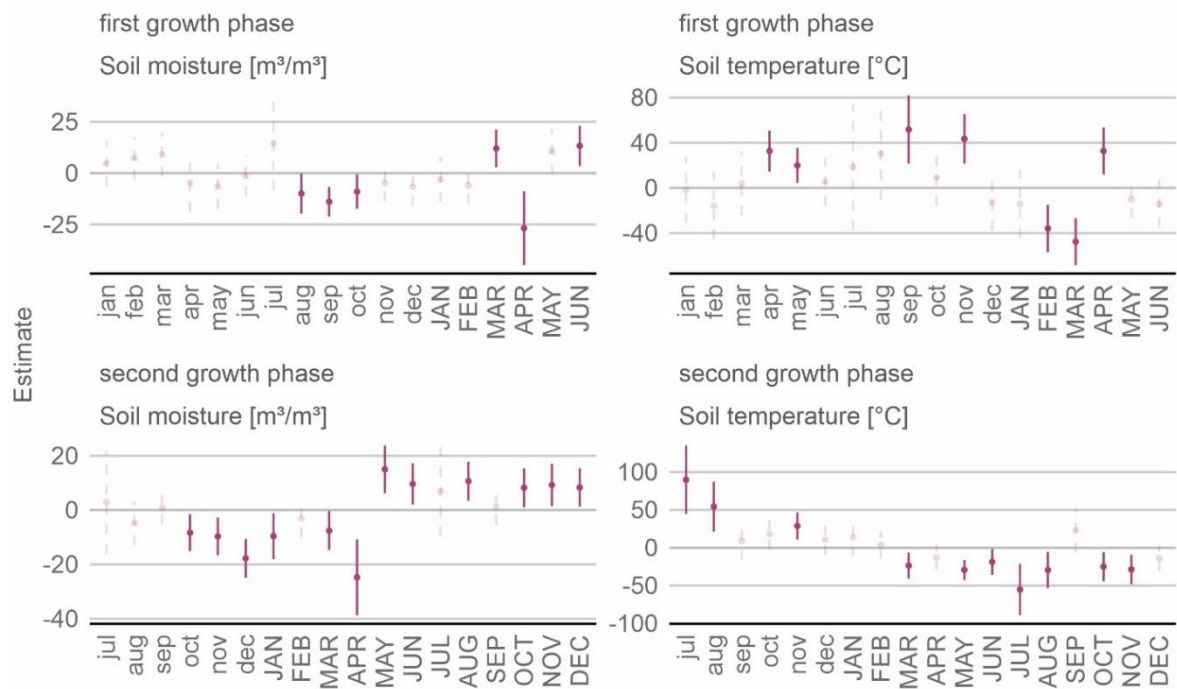 first growth phase
Soil moisture [m³/m³]
25
0
-25
jan feb mar apr may jun jul aug sep oct nov dec JAN FEB MAR APR MAY JUN
first growth phase
Soil temperature [°C]
80
40
0
-40
jan feb mar apr may jun jul aug sep oct nov dec JAN FEB MAR APR MAY JUN
Estimate
second growth phase
Soil moisture [m³/m³]
20
0
-20
-40
jul aug sep oct nov dec JAN FEB MAR APR MAY JUN JUL AUG SEP OCT NOV DEC
second growth phase
Soil temperature [°C]
100
50
0
-50
-100
jul aug sep oct nov dec JAN FEB MAR APR MAY JUN JUL AUG SEP OCT NOV DEC